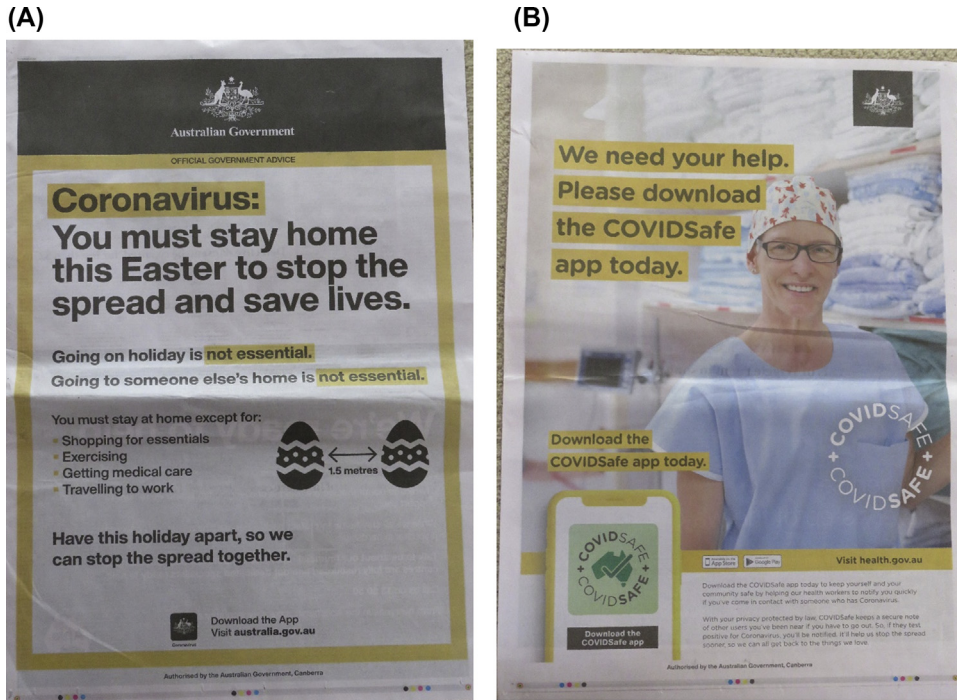 (A)
Australian Government
OFFICIAL GOVERNMENT ADVICE
Coronavirus:
You must stay home
this Easter to stop the
spread and save lives.
Going on holiday is not essential.
Going to someone else's home is not essential.
You must stay at home except for:
Shopping for essentials
Exercising
Getting medical care
Travelling to work
1.5 metres
Have this holiday apart, so we
can stop the spread together.
Download the App
Visit australia.gov.au
Coronavirus
Authorised by the Australian Government, Canberra
(B)
We need your help.
Please download
the COVIDSafe
app today.
Download the
COVIDSafe app today.
COVIDSAFE
COVIDSAFE
COVIDSAFE
COVIDSAFE
Download the
COVIDSafe app
App Store
Google Play
Visit health.gov.au
Download the COVIDSafe app today to keep yourself and your
community safe by helping our health workers to notify you quickly
if you've come in contact with someone who has Coronavirus.
With your privacy protected by law, COVIDSafe keeps a secure note
of other users you've been near if you have to go out. So, if they test
positive for Coronavirus, you'll be notified. It'll help us stop the spread
sooner, so we can all get back to the things we love.
Authorised by the Australian Government, Canberra